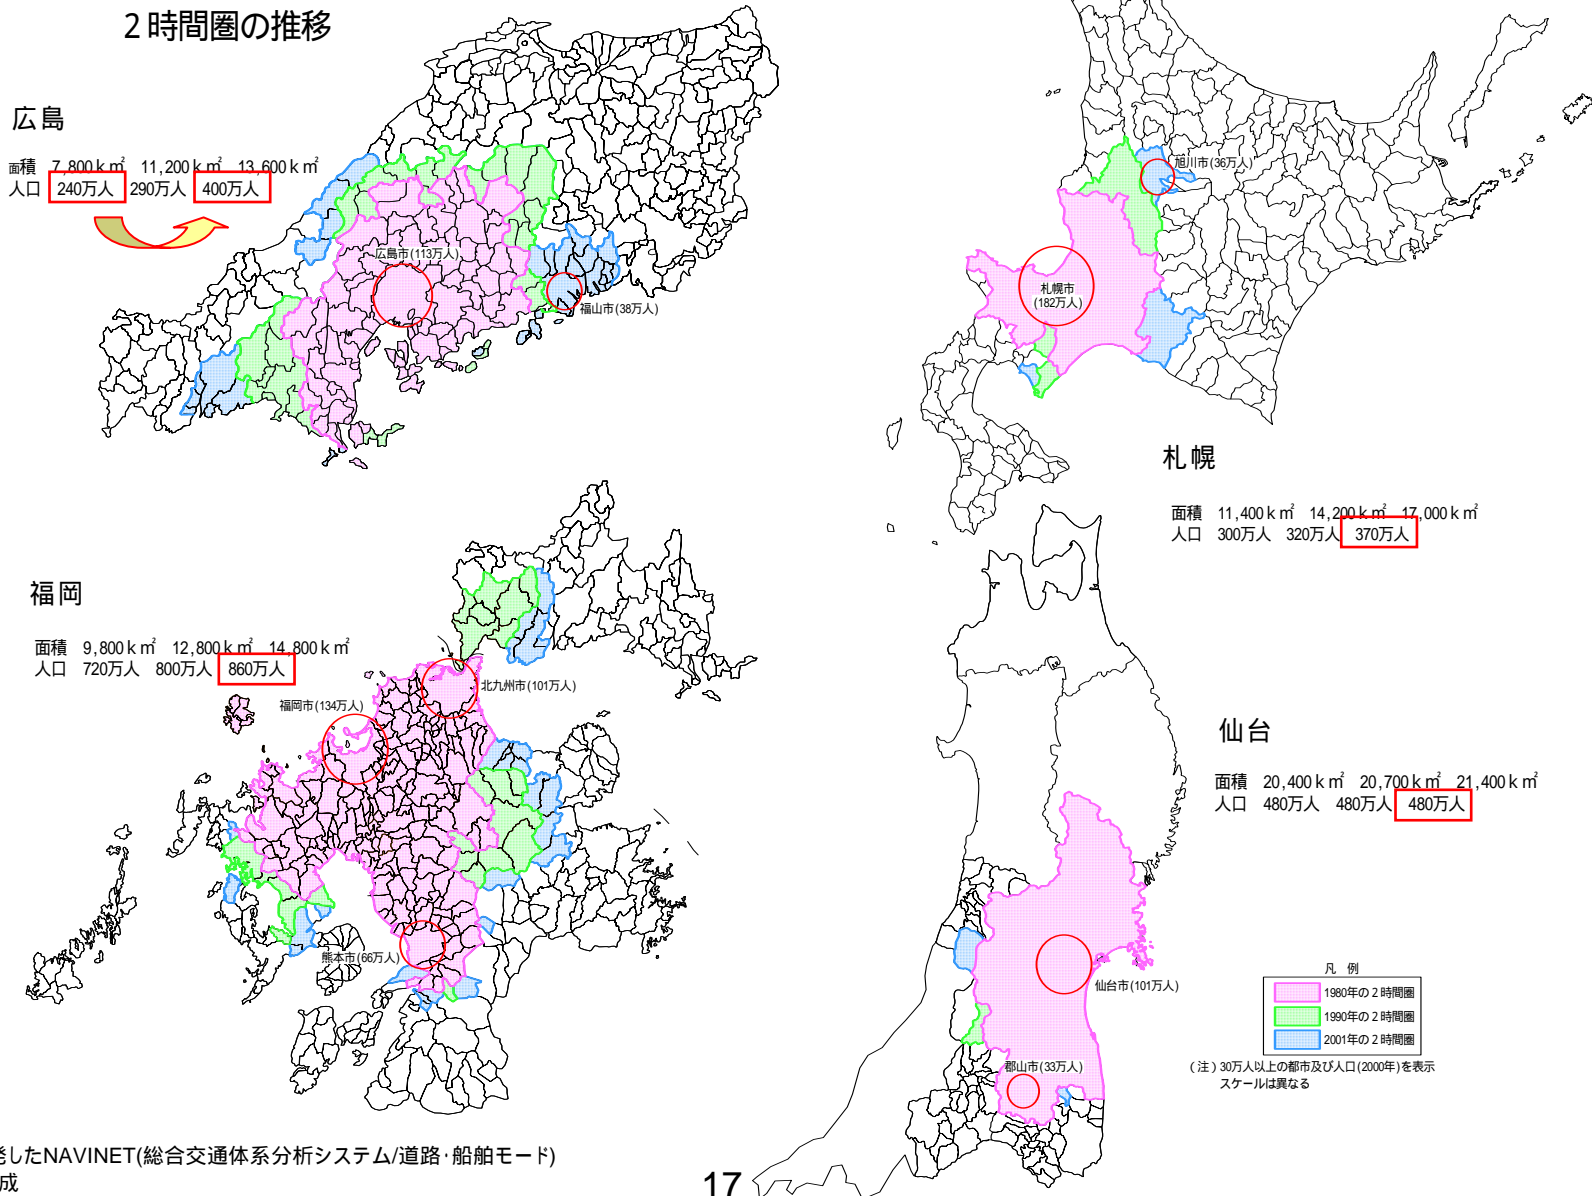 2時間圏の推移
広島
面積 7,800k㎡ 11,200k㎡ 13,600k㎡
人口 240万人 290万人 400万人
広島市(113万人)
福山市(38万人)
旭川市(36万人)
札幌市
(182万人)
札幌
面積 11,400k㎡ 14,200k㎡ 17,000k㎡
人口 300万人 320万人 370万人
福岡
面積 9,800k㎡ 12,800k㎡ 14,800k㎡
人口 720万人 800万人 860万人
北九州市(101万人)
福岡市(134万人)
熊本市(66万人)
仙台
面積 20,400k㎡ 20,700k㎡ 21,400k㎡
人口 480万人 480万人 480万人
仙台市(101万人)
郡山市(33万人)
凡 例
1980年の2時間圏
1990年の2時間圏
2001年の2時間圏
(注)30万人以上の都市及び人口(2000年)を表示
スケールは異なる
発したNAVINET(総合交通体系分析システム/道路・船舶モード)
成
17